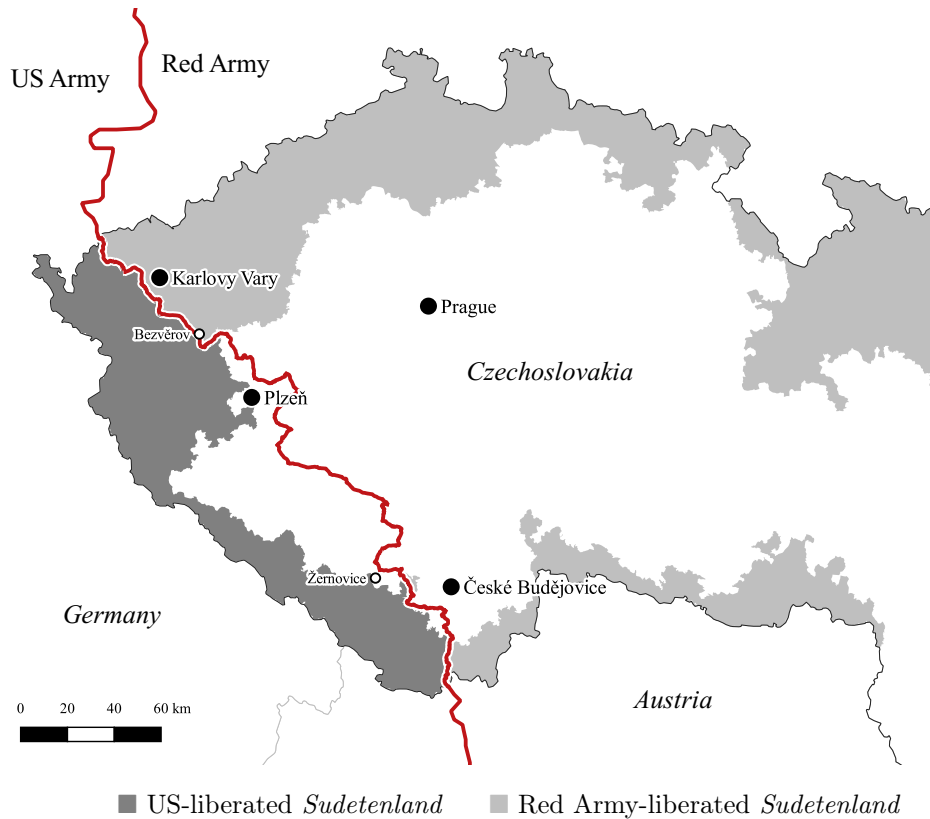 Red Army
US Army
Karlovy Vary
Prague
Bezvěrov
Czechoslovakia
Plzeň
Žernovice
České Budějovice
Germany
Austria
0 20 40 60 km
US-liberated Sudetenland
Red Army-liberated Sudetenland